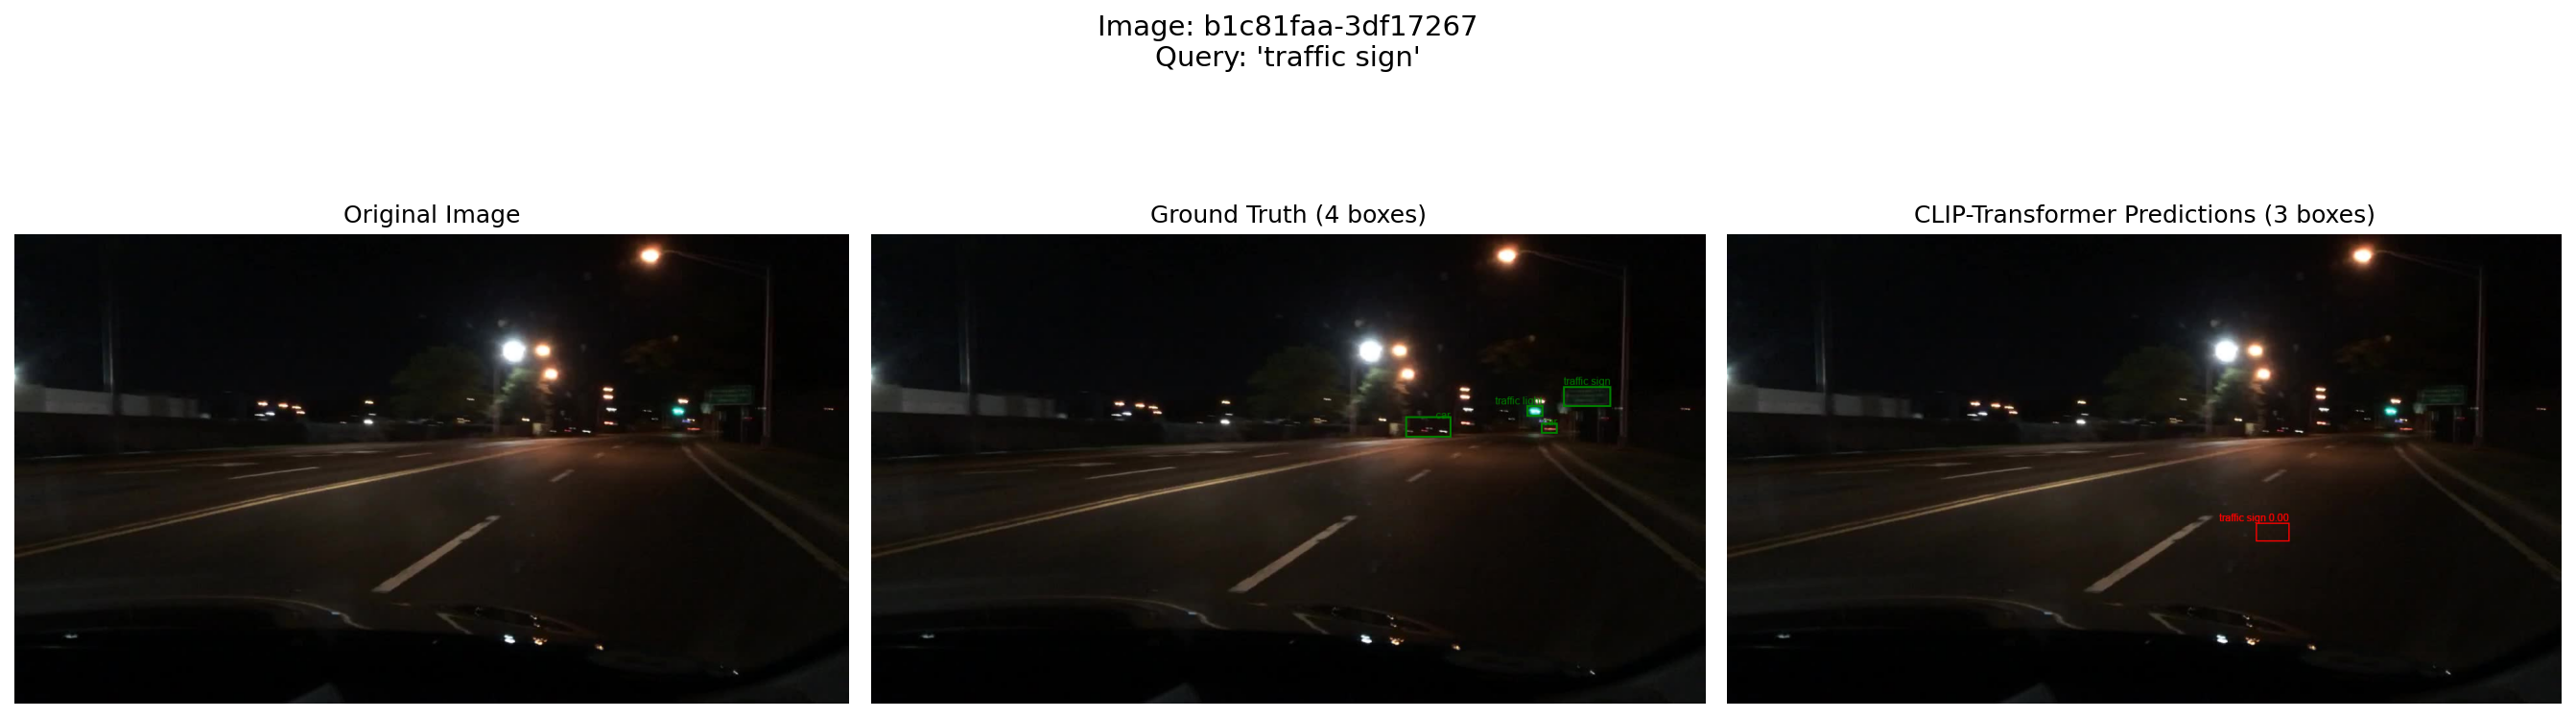 Image: b1c81faa-3df17267
Query: 'traffic sign'
Original Image
Ground Truth (4 boxes)
CLIP-Transformer Predictions (3 boxes)
traffic sign
traffic light
car
traffic sign 0.00